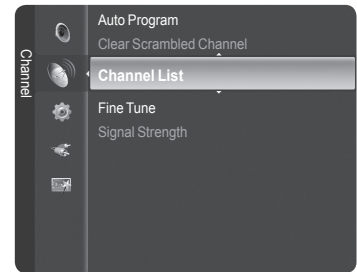 Channel
Auto Program
Clear Scrambled Channel
Channel List
Fine Tune
Signal Strength